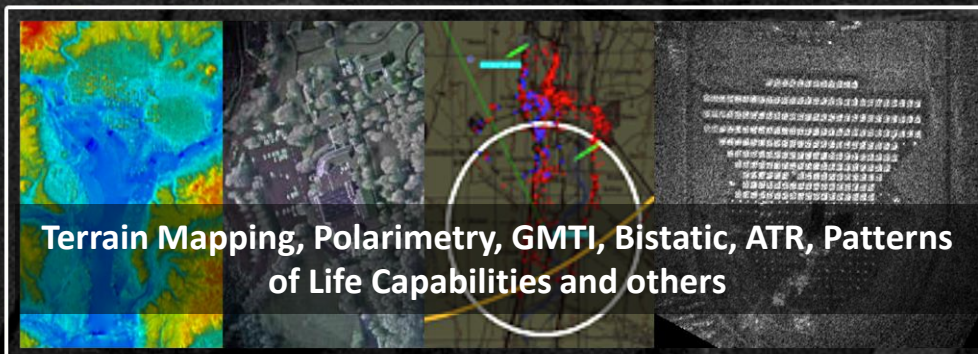 Terrain Mapping, Polarimetry, GMTI, Bistatic, ATR, Patterns
of Life Capabilities and others